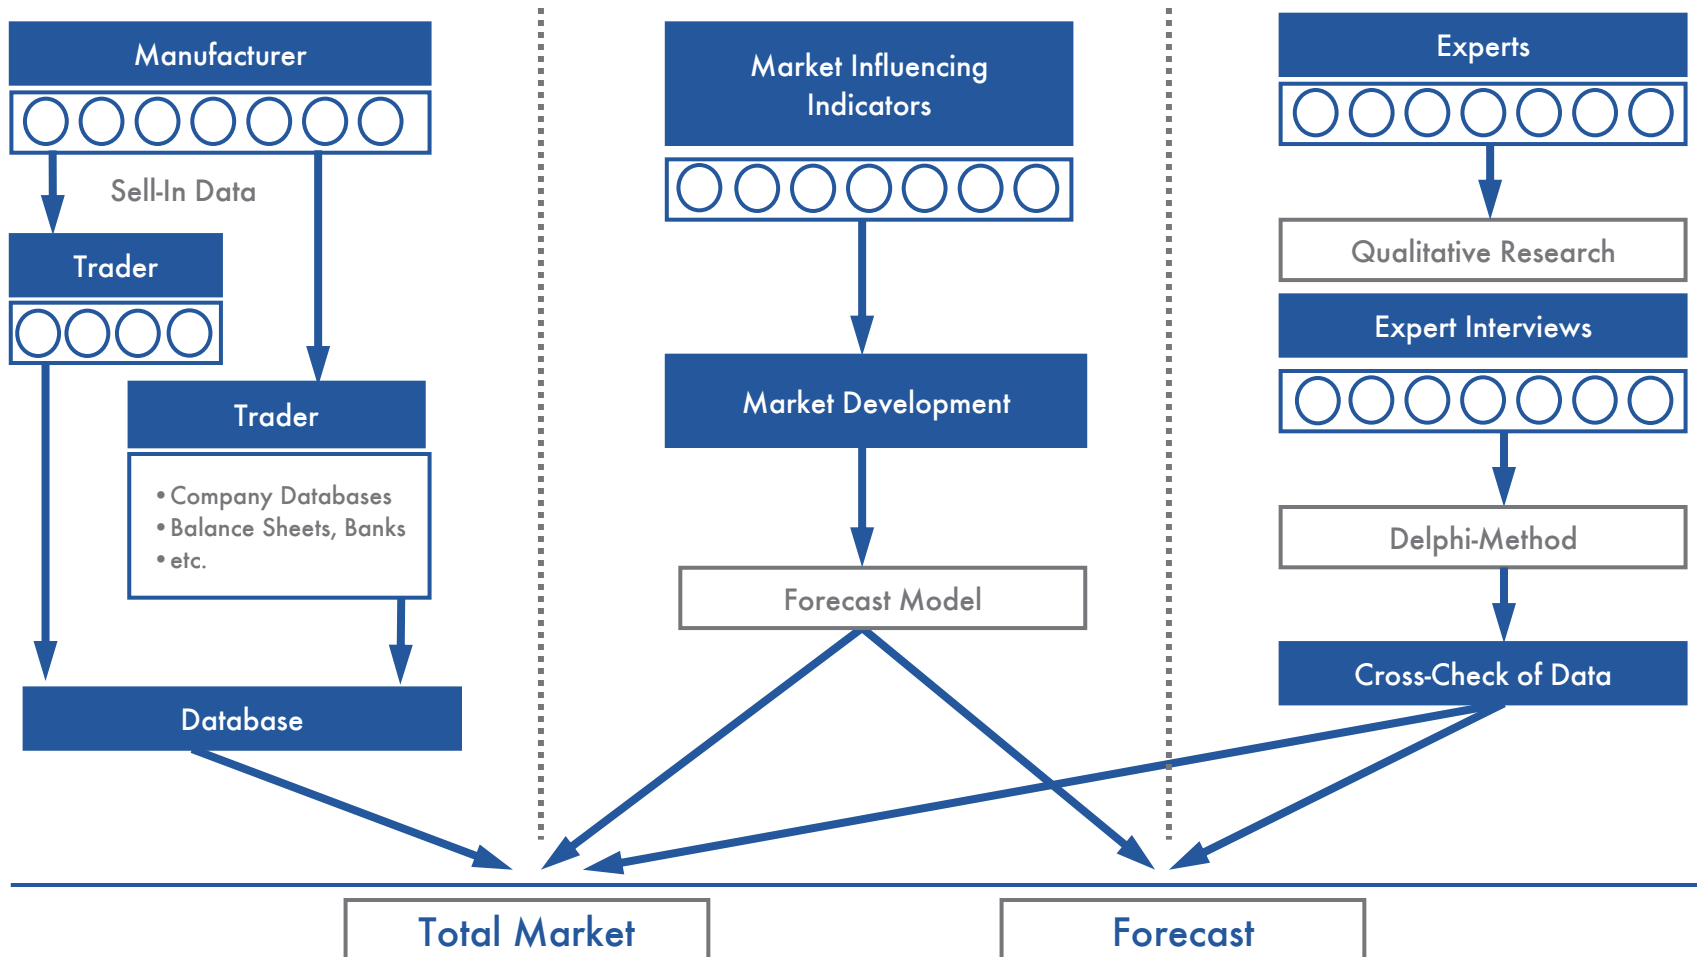 Manufacturer
Sell-In Data
Trader
Trader
• Company Databases
• Balance Sheets, Banks
• etc.
Database
Market Influencing
Indicators
Market Development
Forecast Model
Experts
Qualitative Research
Expert Interviews
Delphi-Method
Cross-Check of Data
Total Market
Forecast